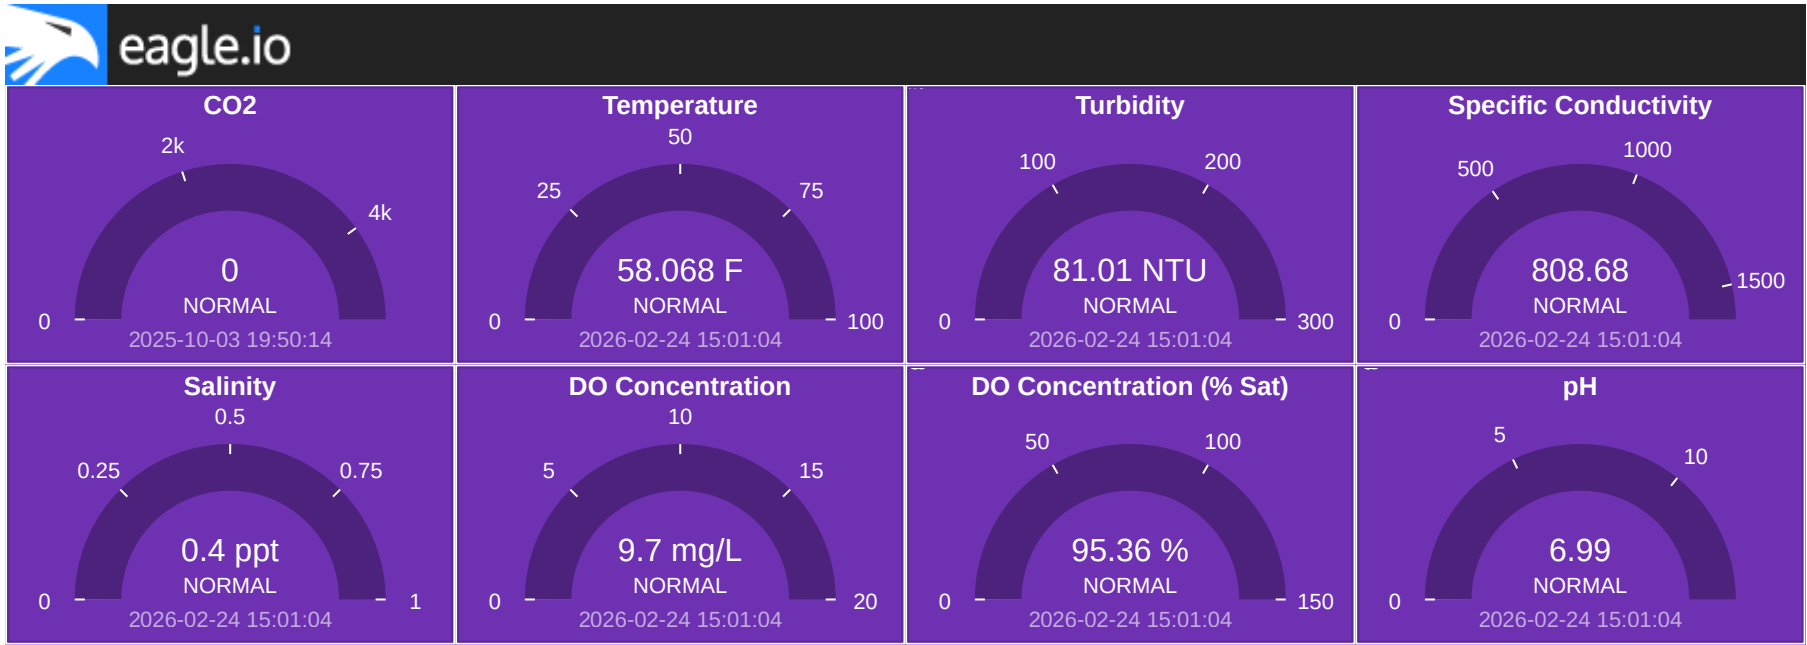 eagle.io
CO2
2k
4k
0
0
NORMAL
2025-10-03 19:50:14
Temperature
50
25
75
58.068 F
NORMAL
0
100
2026-02-24 15:01:04
Turbidity
100
200
81.01 NTU
NORMAL
0
300
2026-02-24 15:01:04
Specific Conductivity
1000
500
808.68
1500
NORMAL
0
2026-02-24 15:01:04
Salinity
0.5
0.25
0.75
0.4 ppt
NORMAL
0
1
2026-02-24 15:01:04
DO Concentration
10
5
15
9.7 mg/L
NORMAL
0
20
2026-02-24 15:01:04
DO Concentration (% Sat)
50
100
95.36 %
NORMAL
0
150
2026-02-24 15:01:04
pH
5
10
6.99
NORMAL
0
2026-02-24 15:01:04